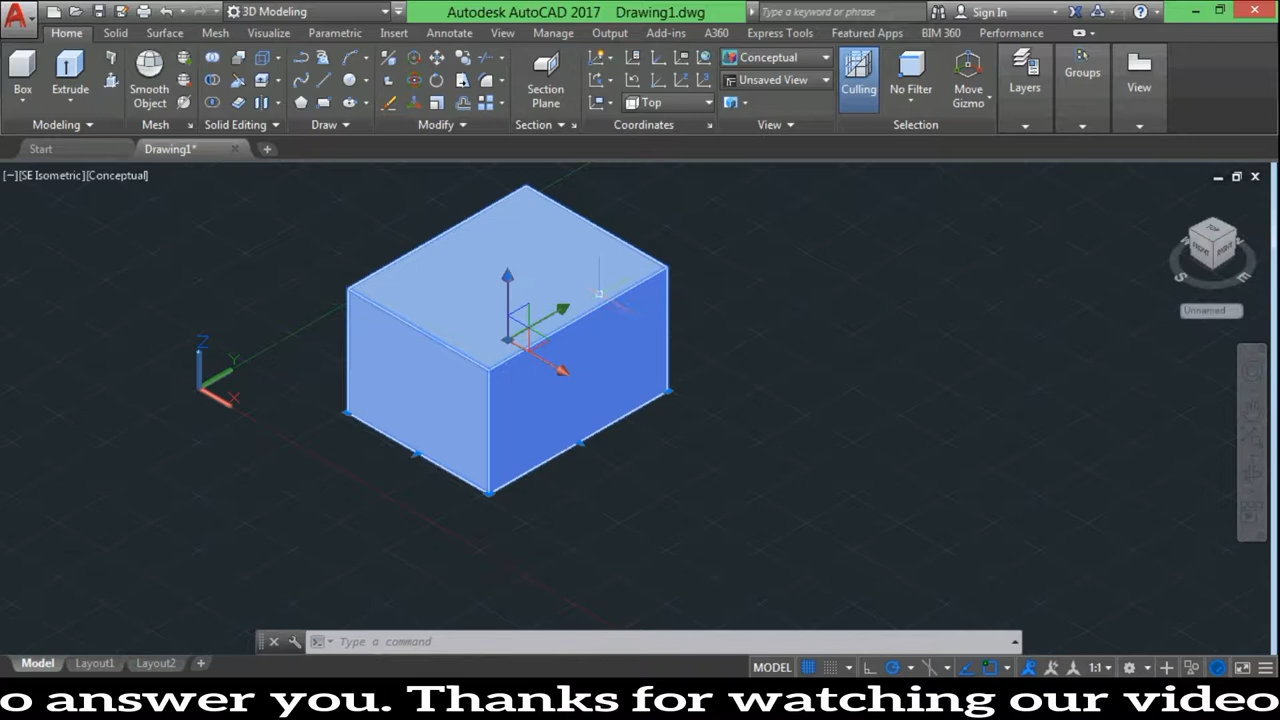 3D Modeling
Autodesk AutoCAD 2017 Drawing1.dwg
Type a keyword or phrase
Sign In
Home Solid Surface Mesh Visualize Parametric Insert Annotate View Manage Output Add-ins A360 Express Tools Featured Apps BIM 360 Performance
Box
Extrude
Smooth
Object
Section
Plane
Conceptual
Unsaved View
Top
Culling
No Filter
Move
Gizmo
Layers
Groups
View
Modeling Mesh Solid Editing Draw Modify Section Coordinates View Selection
Start
Drawing1*
[−][SE Isometric][Conceptual]
TOP
FRONT
RIGHT
S
E
Unnamed
Z
Y
X
Type a command
Model Layout1 Layout2
MODEL
1:1
o answer you. Thanks for watching our video